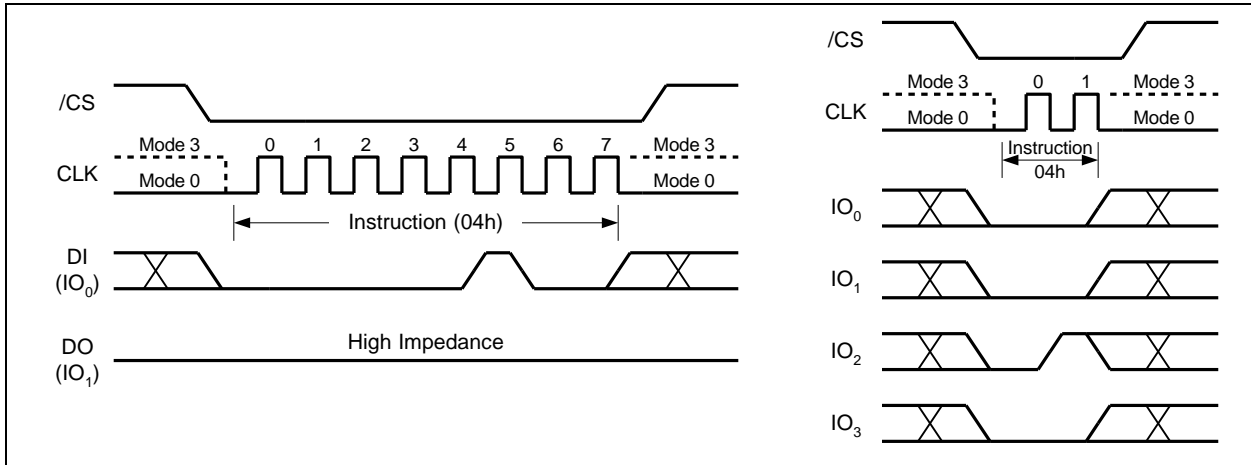 /CS
Mode 3 0 1 2 3 4 5 6 7 Mode 3
CLK
Mode 0 Mode 0
Instruction (04h)
DI
(IO0)
High Impedance
DO
(IO1)
/CS
Mode 3 0 1 Mode 3
CLK
Mode 0 Mode 0
Instruction
04h
IO0
IO1
IO2
IO3